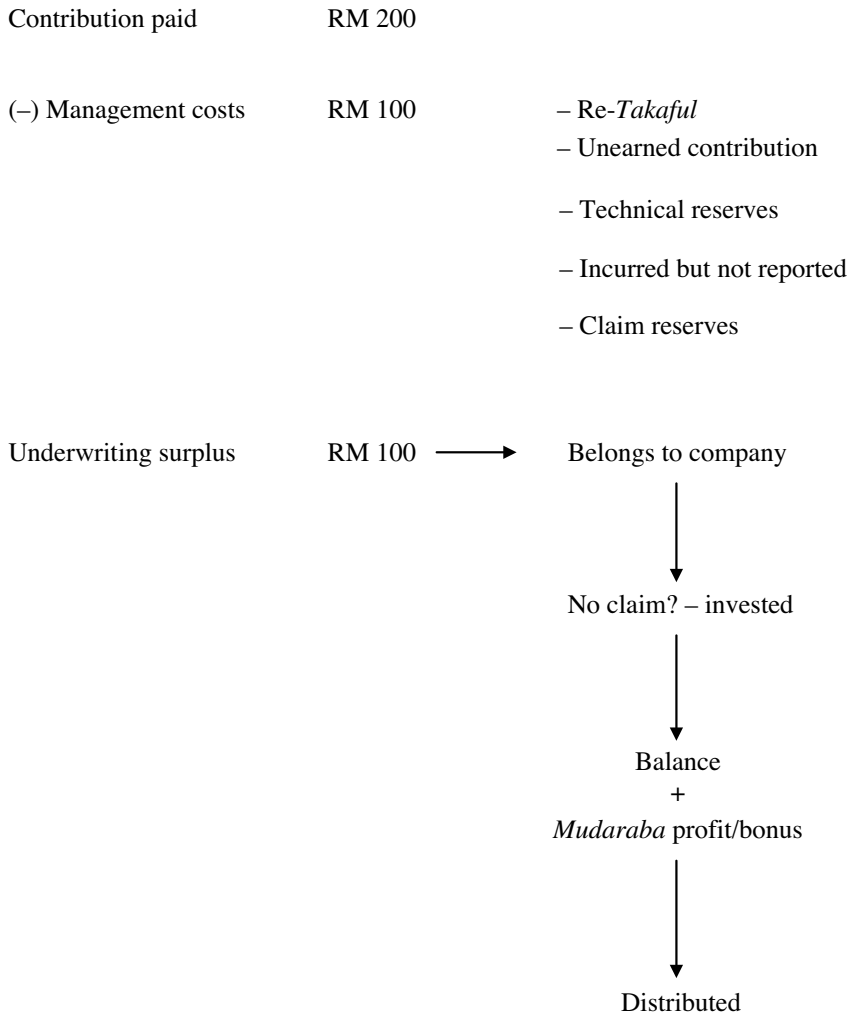 Contribution paid RM 200
(–) Management costs RM 100 – Re-Takaful
– Unearned contribution
– Technical reserves
– Incurred but not reported
– Claim reserves
Underwriting surplus RM 100 Belongs to company
No claim? – invested
Balance
+
Mudaraba profit/bonus
Distributed